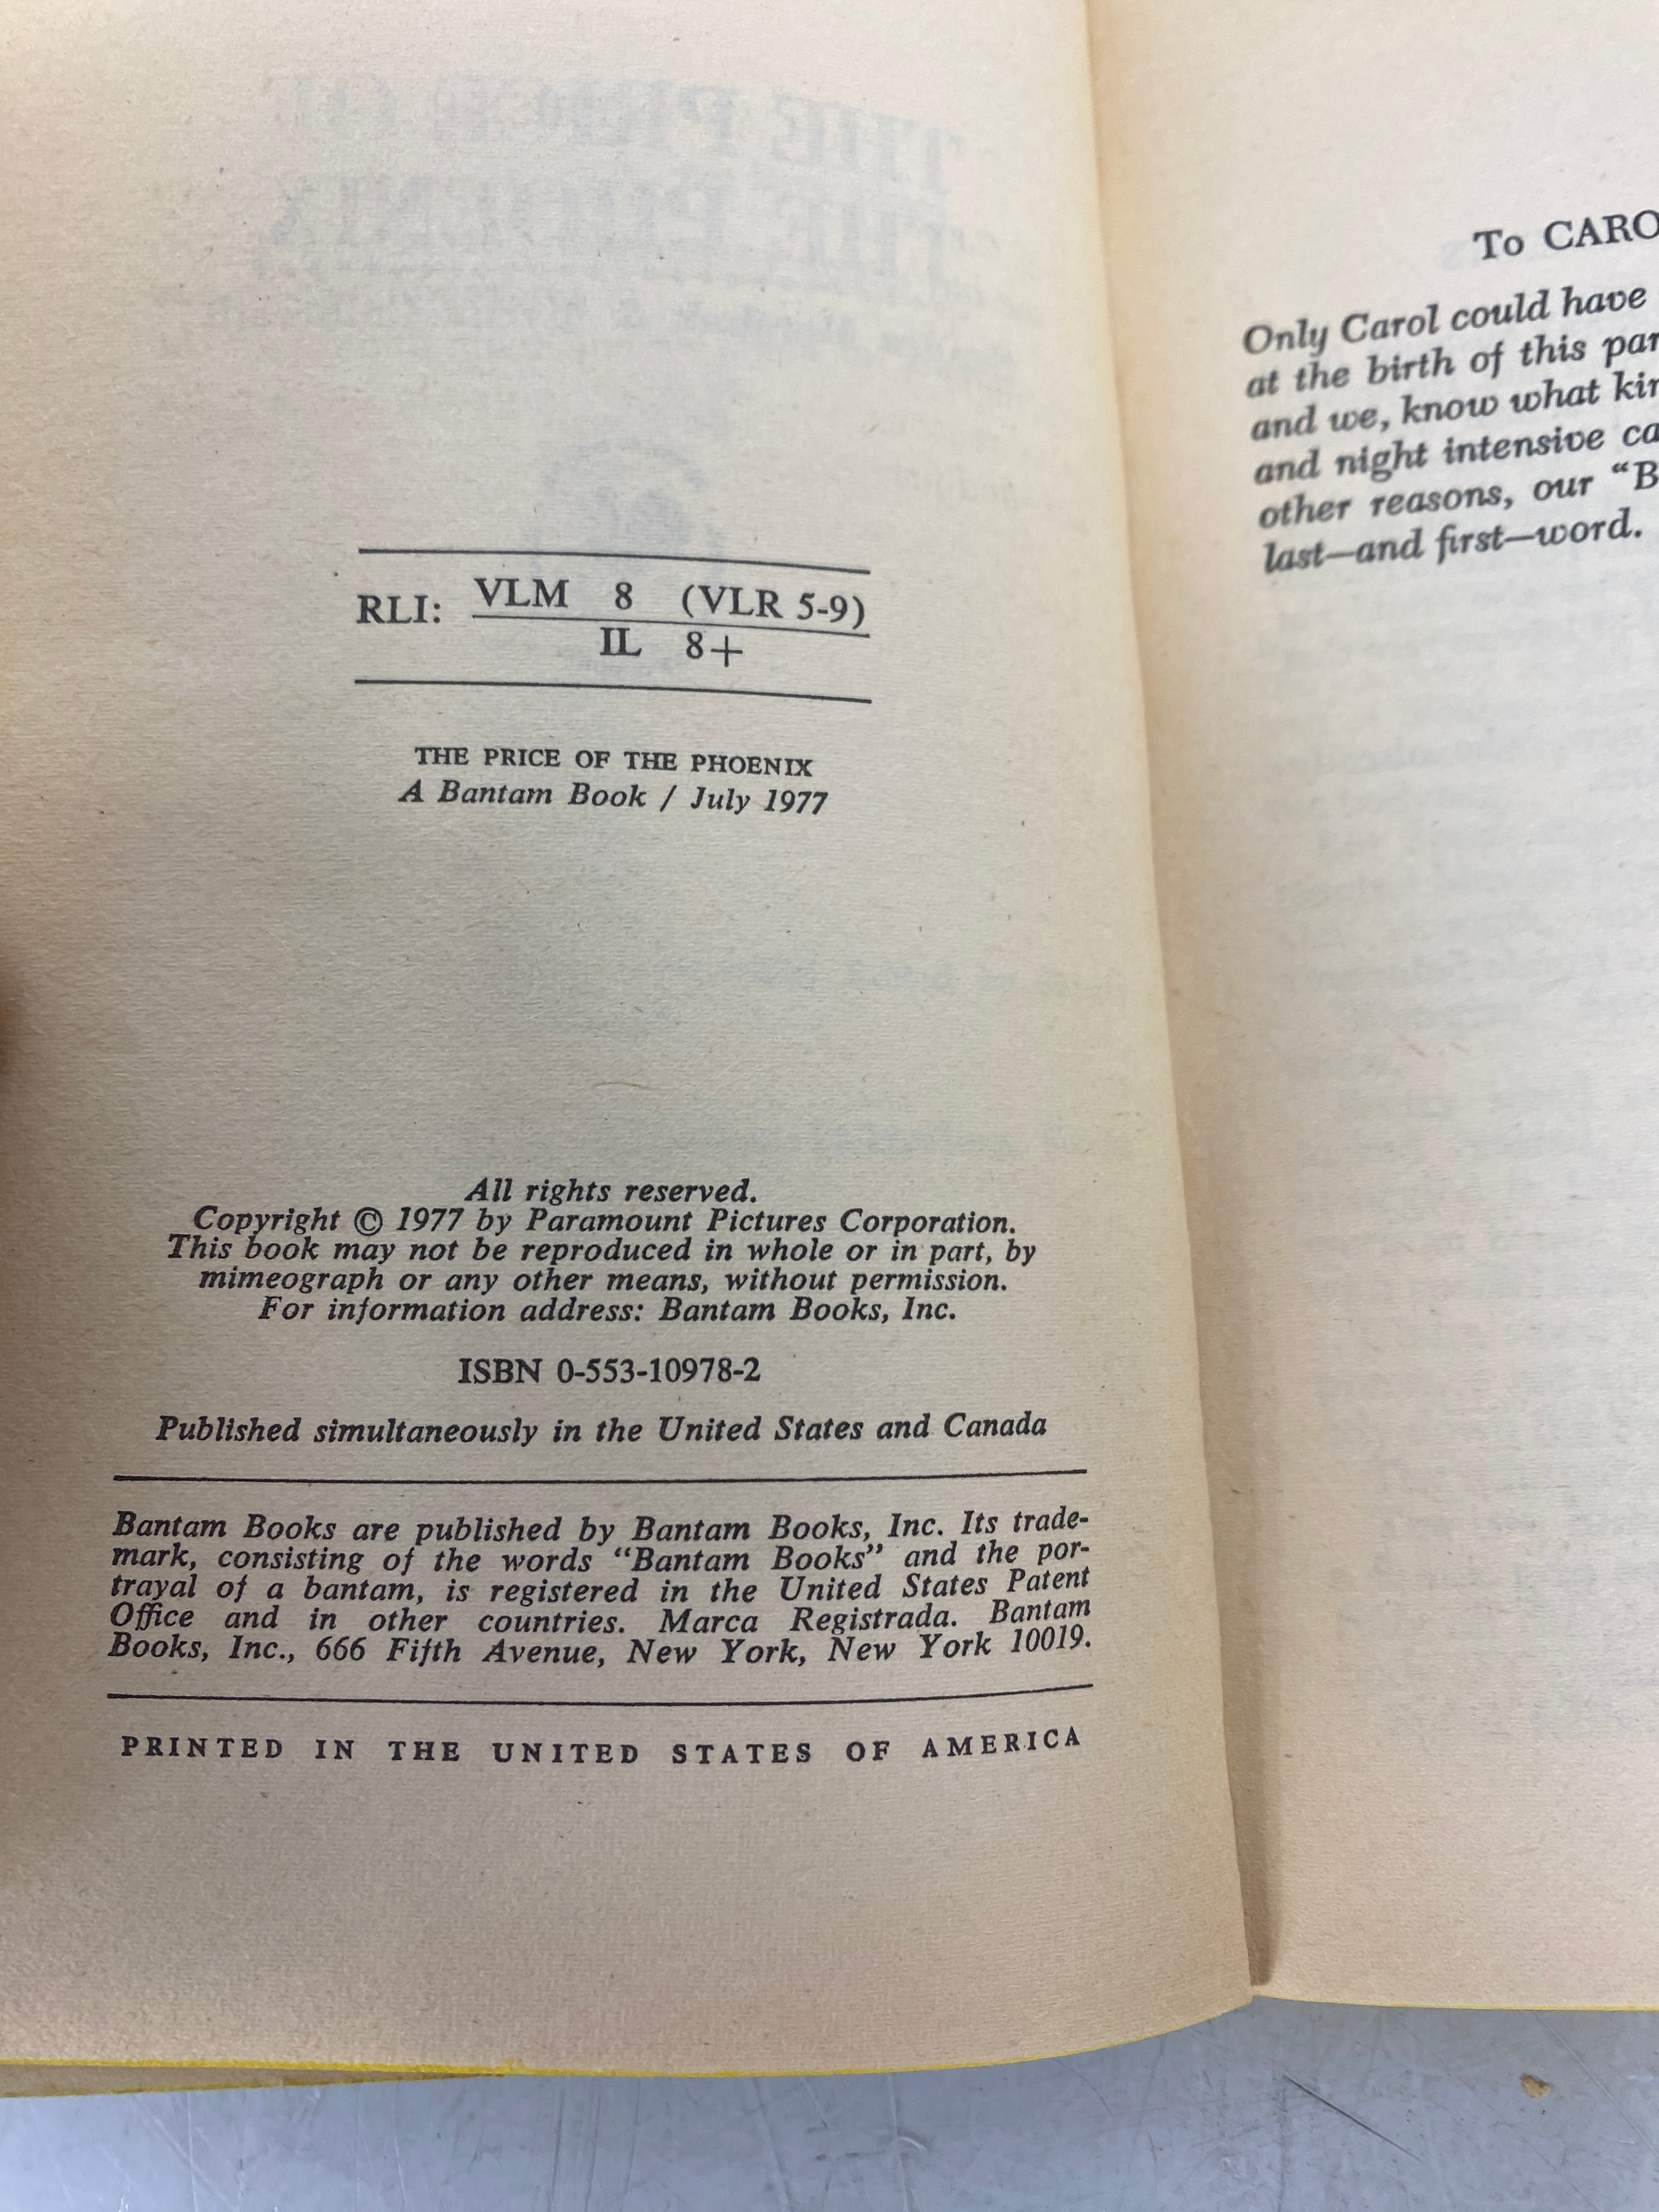 RLI: VLM 8 (VLR 5-9)
IL 8+
THE PRICE OF THE PHOENIX
A Bantam Book / July 1977
All rights reserved.
Copyright © 1977 by Paramount Pictures Corporation.
This book may not be reproduced in whole or in part, by
mimeograph or any other means, without permission.
For information address: Bantam Books, Inc.
ISBN 0-553-10978-2
Published simultaneously in the United States and Canada
Bantam Books are published by Bantam Books, Inc. Its trade-
mark, consisting of the words "Bantam Books" and the por-
trayal of a bantam, is registered in the United States Patent
Office and in other countries. Marca Registrada. Bantam
Books, Inc., 666 Fifth Avenue, New York, New York 10019.
PRINTED IN THE UNITED STATES OF AMERICA
To CARO
Only Carol could have
at the birth of this par
and we, know what kin
and night intensive ca
other reasons, our "B
last—and first—word.